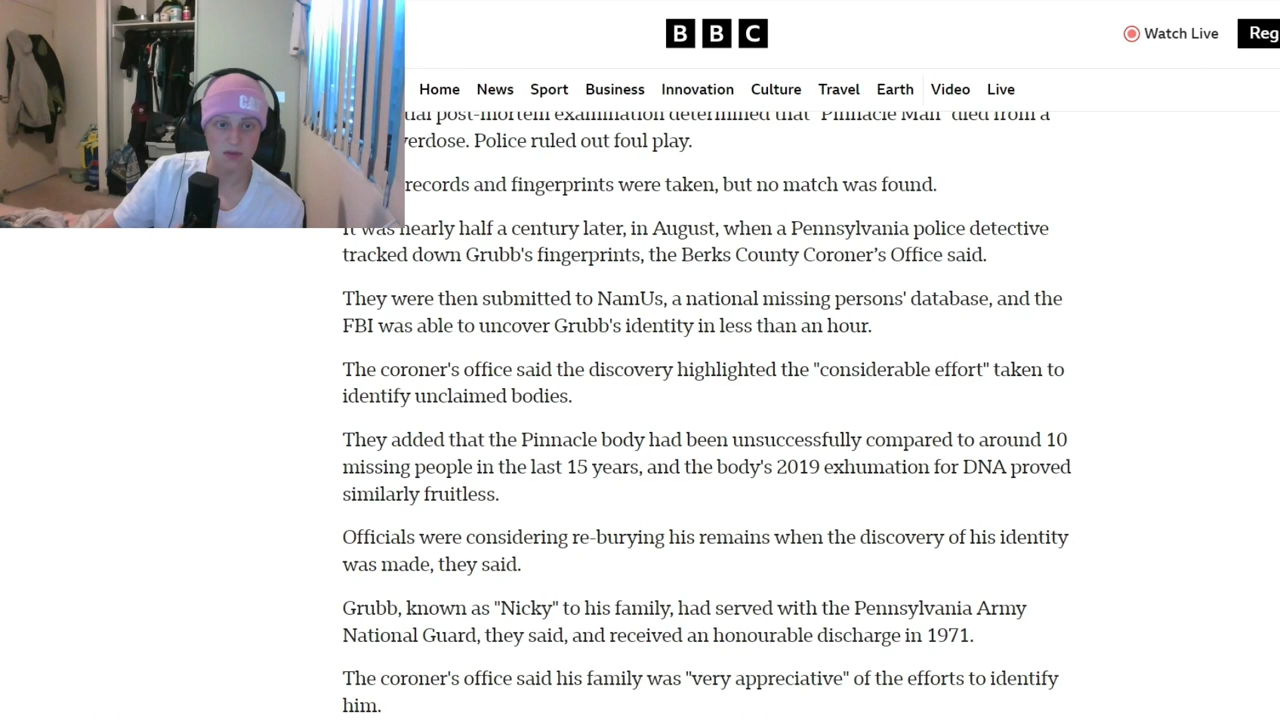 BBC
Watch Live
Reg
Home News Sport Business Innovation Culture Travel Earth Video Live
post-mortem examination determined that "Pinnacle Man" died from a
verdose. Police ruled out foul play.
records and fingerprints were taken, but no match was found.
It was nearly half a century later, in August, when a Pennsylvania police detective
tracked down Grubb's fingerprints, the Berks County Coroner’s Office said.
They were then submitted to NamUs, a national missing persons' database, and the
FBI was able to uncover Grubb's identity in less than an hour.
The coroner's office said the discovery highlighted the "considerable effort" taken to
identify unclaimed bodies.
They added that the Pinnacle body had been unsuccessfully compared to around 10
missing people in the last 15 years, and the body's 2019 exhumation for DNA proved
similarly fruitless.
Officials were considering re-burying his remains when the discovery of his identity
was made, they said.
Grubb, known as "Nicky" to his family, had served with the Pennsylvania Army
National Guard, they said, and received an honourable discharge in 1971.
The coroner's office said his family was "very appreciative" of the efforts to identify
him.
CAT